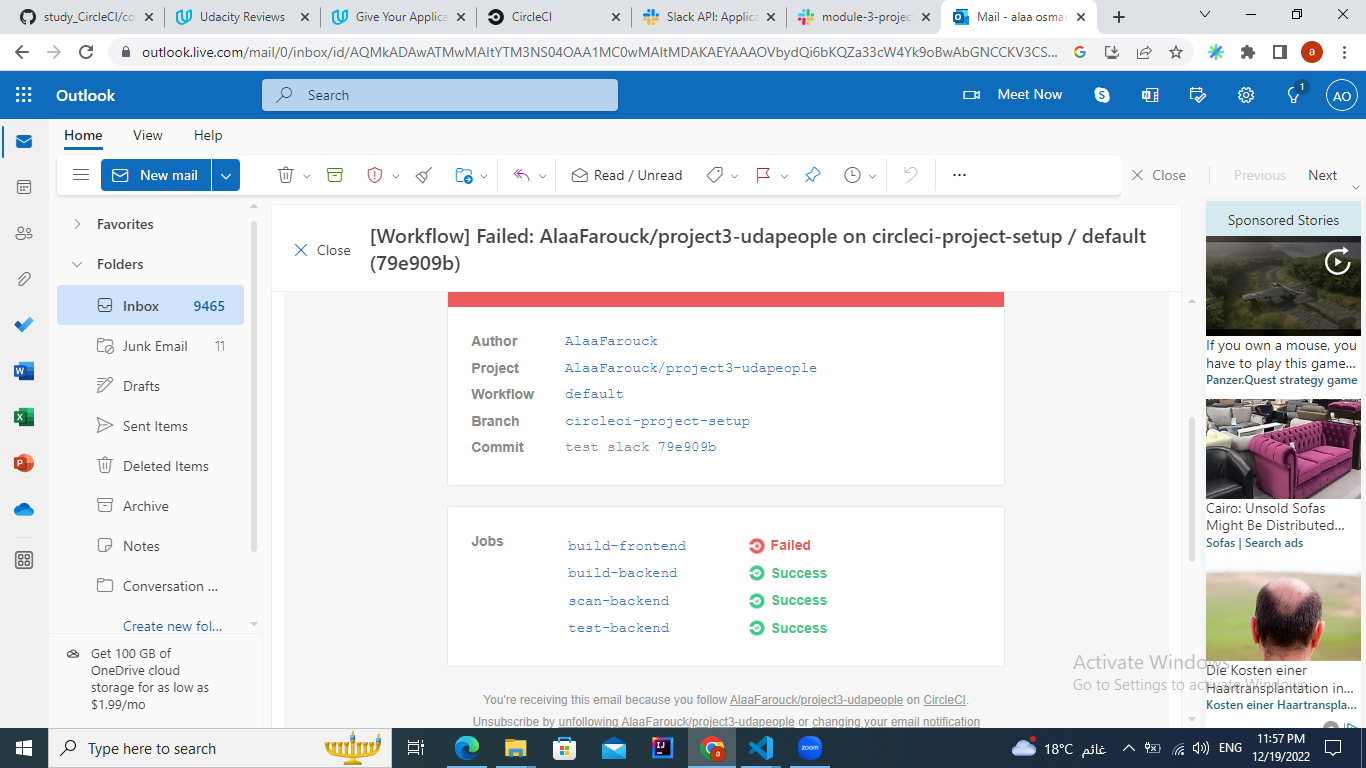 study_CircleCI/co
Udacity Reviews
Give Your Applica
CircleCI
Slack API: Applica
module-3-project
Mail - alaa osman
outlook.live.com/mail/0/inbox/id/AQMkADAwATMwMAItYTM3NS04OAA1MC0wMAItMDAKAEYAAAOVbydQi6bKQZa33cW4Yk9oBwAbGNCCKV3CS...
a
Outlook
Search
Meet Now
1
AO
Home
View
Help
New mail
Read / Unread
Close
Previous
Next
Favorites
Folders
Inbox 9465
Junk Email 11
Drafts
Sent Items
Deleted Items
Archive
Notes
Conversation ...
Create new fol...
Get 100 GB of
OneDrive cloud
storage for as low as
$1.99/mo
Close
[Workflow] Failed: AlaaFarouck/project3-udapeople on circleci-project-setup / default
(79e909b)
Author AlaaFarouck
Project AlaaFarouck/project3-udapeople
Workflow default
Branch circleci-project-setup
Commit test slack 79e909b
Jobs
build-frontend Failed
build-backend Success
scan-backend Success
test-backend Success
You're receiving this email because you follow AlaaFarouck/project3-udapeople on CircleCI.
Unsubscribe by unfollowing AlaaFarouck/project3-udapeople or changing your email notification
Sponsored Stories
If you own a mouse, you
have to play this game...
Panzer.Quest strategy game
Cairo: Unsold Sofas
Might Be Distributed...
Sofas | Search ads
Die Kosten einer
Haartransplantation in...
Kosten einer Haartranspla...
Activate Windows
Go to Settings to activate Windows.
Type here to search
zoom
18°C غائم
ENG
11:57 PM
12/19/2022